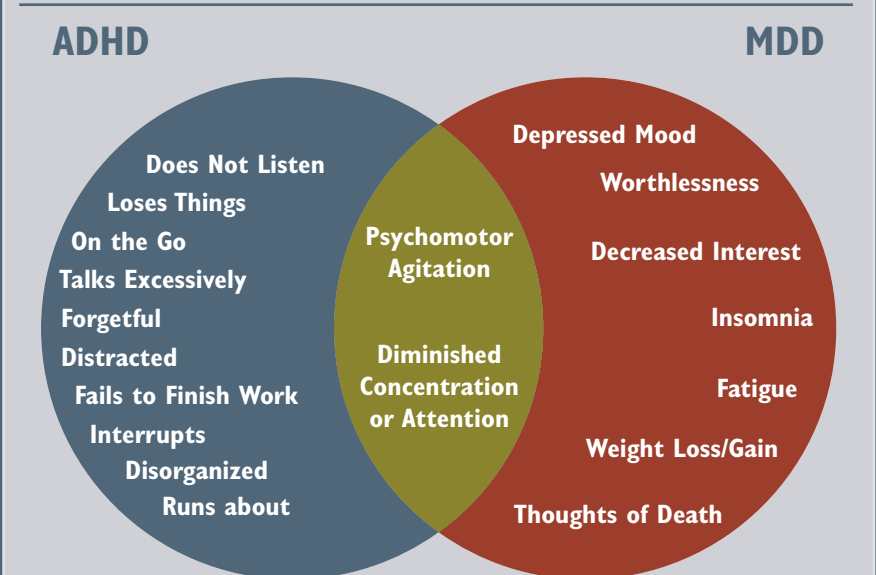 ADHD
MDD
Does Not Listen
Loses Things
On the Go
Talks Excessively
Forgetful
Distracted
Fails to Finish Work
Interrupts
Disorganized
Runs about
Psychomotor
Agitation
Diminished
Concentration
or Attention
Depressed Mood
Worthlessness
Decreased Interest
Insomnia
Fatigue
Weight Loss/Gain
Thoughts of Death